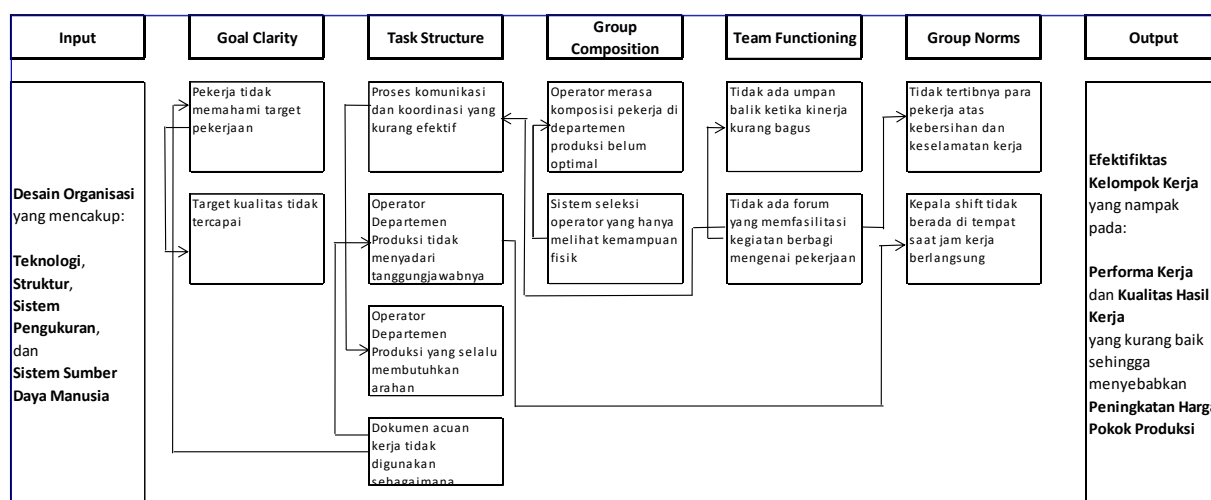 Input
Goal Clarity
Task Structure
Group
Composition
Team Functioning
Group Norms
Output
Desain Organisasi
yang mencakup:
Teknologi,
Struktur,
Sistem
Pengukuran,
dan
Sistem Sumber
Daya Manusia
Pekerja tidak
memahami target
pekerjaan
Target kualitas tidak
tercapai
Proses komunikasi
dan koordinasi yang
kurang efektif
Operator
Departemen
Produksi tidak
menyadari
tanggungjawabnya
Operator
Departemen
Produksi yang selalu
membutuhkan
arahan
Dokumen acuan
kerja tidak
digunakan
sebagaimana
Operator merasa
komposisi pekerja di
departemen
produksi belum
optimal
Sistem seleksi
operator yang hanya
melihat kemampuan
fisik
Tidak ada umpan
balik ketika kinerja
kurang bagus
Tidak ada forum
yang memfasilitasi
kegiatan berbagi
mengenai pekerjaan
Tidak tertibnya para
pekerja atas
kebersihan dan
keselamatan kerja
Kepala shift tidak
berada di tempat
saat jam kerja
berlangsung
Efektifiktas
Kelompok Kerja
yang nampak
pada:
Performa Kerja
dan Kualitas Hasil
Kerja
yang kurang baik
sehingga
menyebabkan
Peningkatan Harga
Pokok Produksi